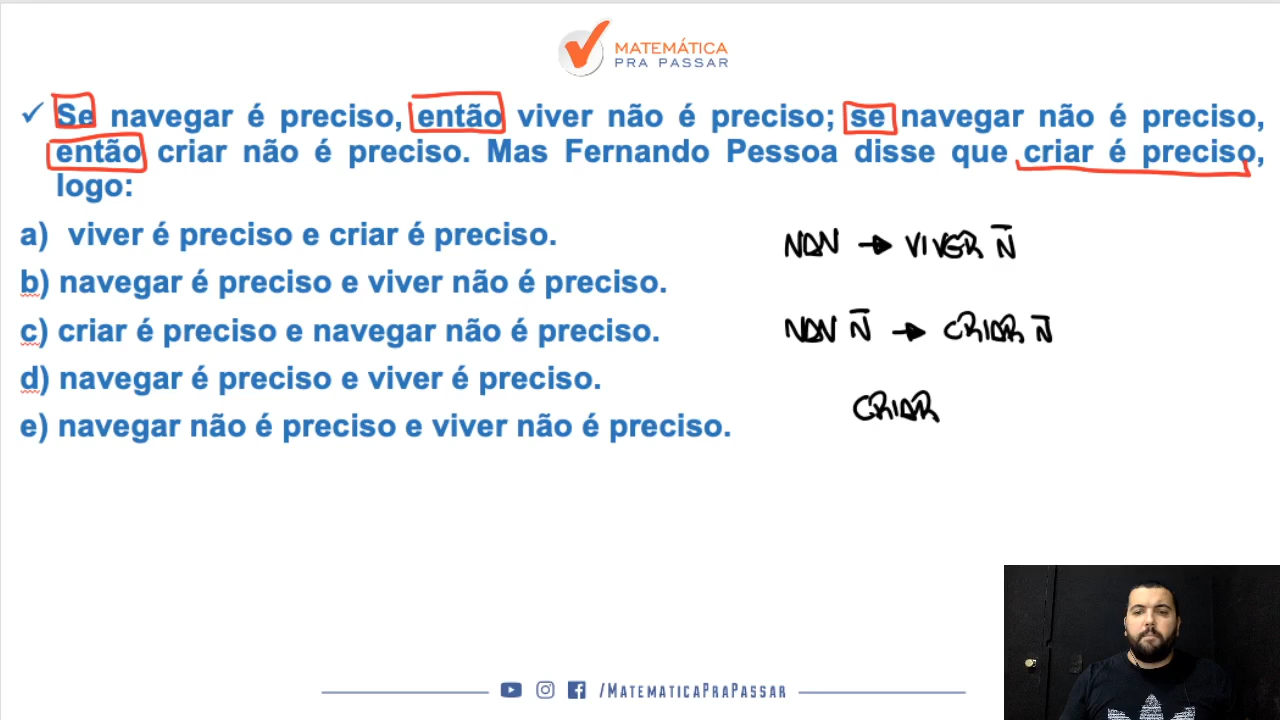 MATEMÁTICA
PRA PASSAR
✓ Se navegar é preciso, então viver não é preciso; se navegar não é preciso,
então criar não é preciso. Mas Fernando Pessoa disse que criar é preciso,
logo:
a) viver é preciso e criar é preciso.
b) navegar é preciso e viver não é preciso.
c) criar é preciso e navegar não é preciso.
d) navegar é preciso e viver é preciso.
e) navegar não é preciso e viver não é preciso.
NAV → VIVER Ñ
NAV Ñ → CRIAR Ñ
CRIAR
/MATEMATICAPRAPASSAR